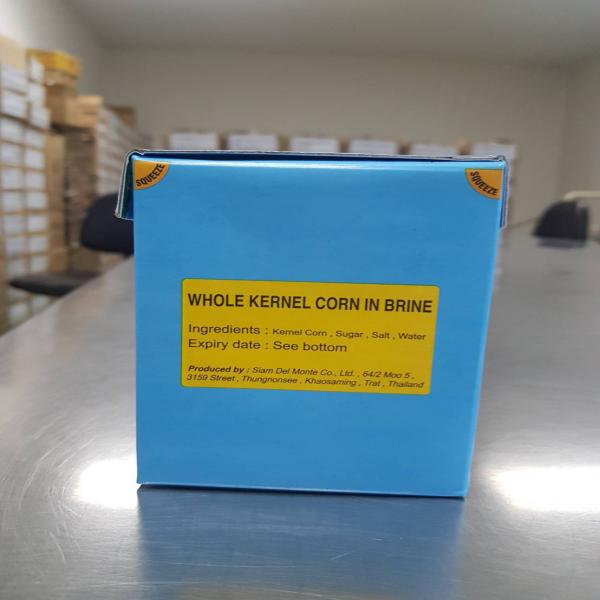 SQUEEZE
SQUEEZE
WHOLE KERNEL CORN IN BRINE
Ingredients : Kernel Corn , Sugar , Salt , Water
Expiry date : See bottom
Produced by : Siam Del Monte Co., Ltd. , 64/2 Moo 5 ,
3159 Street , Thungnonsee , Khaosaming , Trat , Thailand